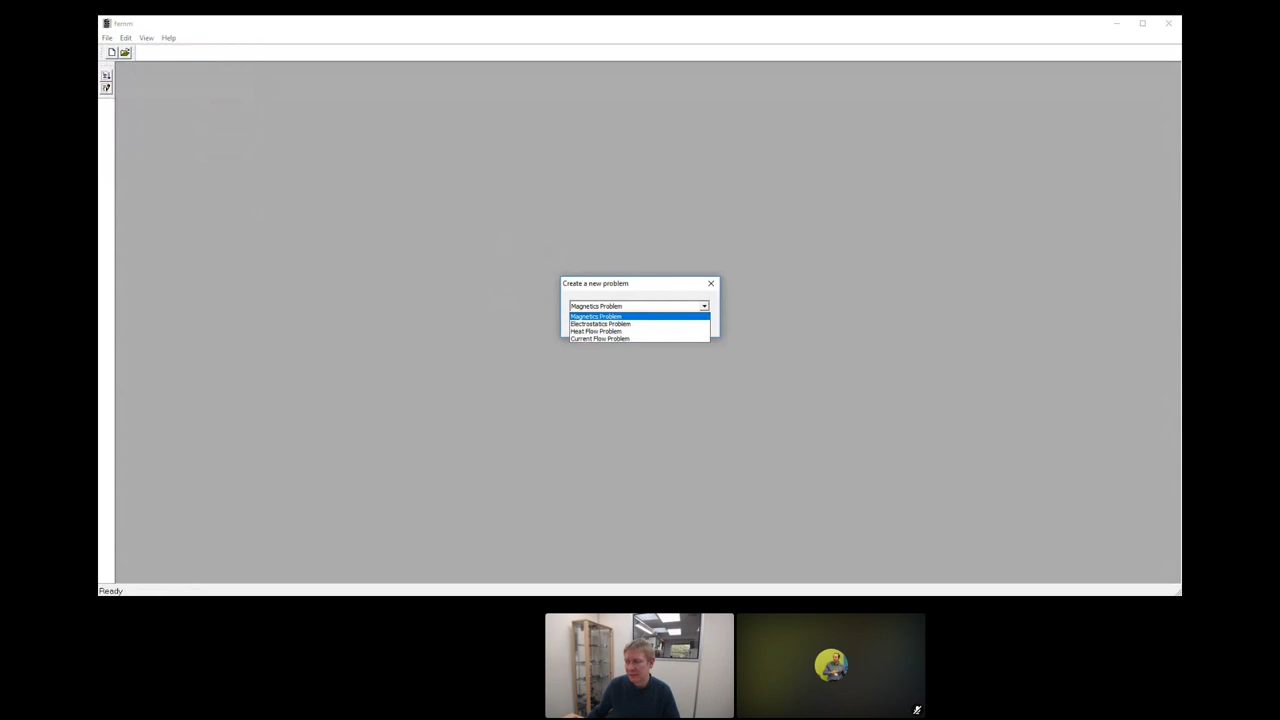 femm
File Edit View Help
Create a new problem
Magnetics Problem
Magnetics Problem
Electrostatics Problem
Heat Flow Problem
Current Flow Problem
Ready